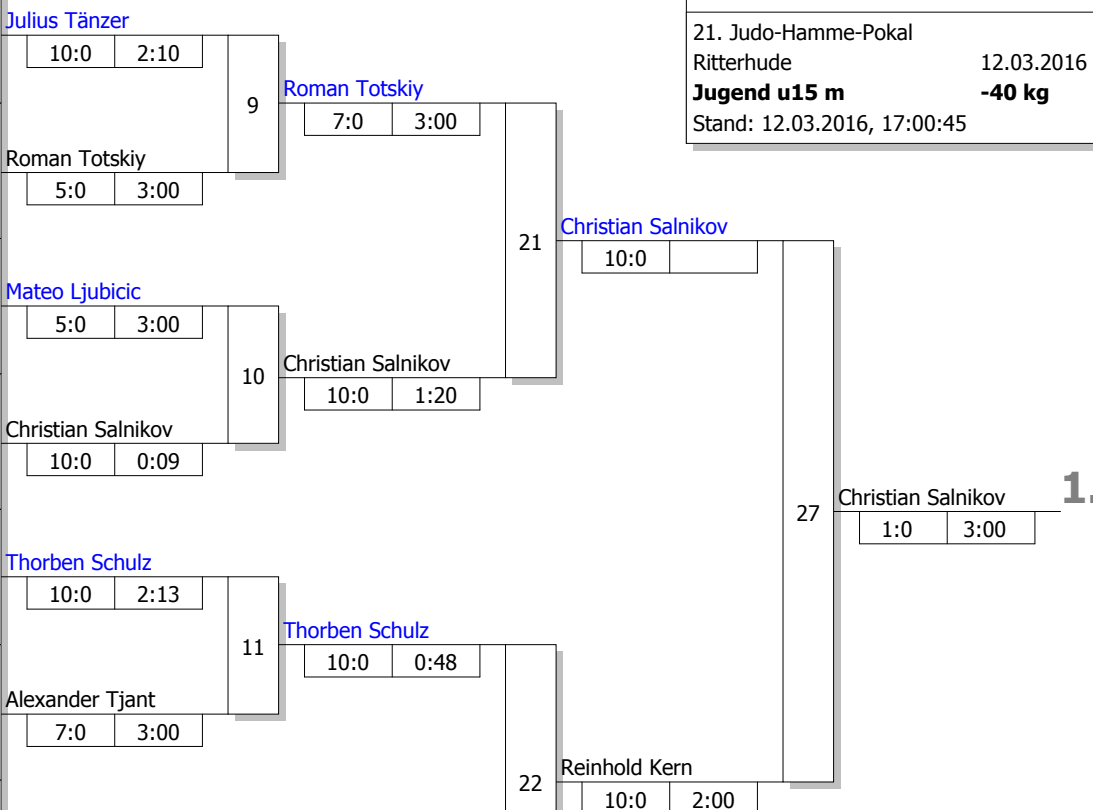 Julius Tänzer
10:0 2:10
21. Judo-Hamme-Pokal
Ritterhude 12.03.2016
Jugend u15 m -40 kg
Stand: 12.03.2016, 17:00:45
9
Roman Totskiy
7:0 3:00
Roman Totskiy
5:0 3:00
21
Christian Salnikov
10:0
Mateo Ljubicic
5:0 3:00
10
Christian Salnikov
10:0 1:20
Christian Salnikov
10:0 0:09
27
Christian Salnikov 1.
1:0 3:00
Thorben Schulz
10:0 2:13
11
Thorben Schulz
10:0 0:48
Alexander Tjant
7:0 3:00
22
Reinhold Kern
10:0 2:00